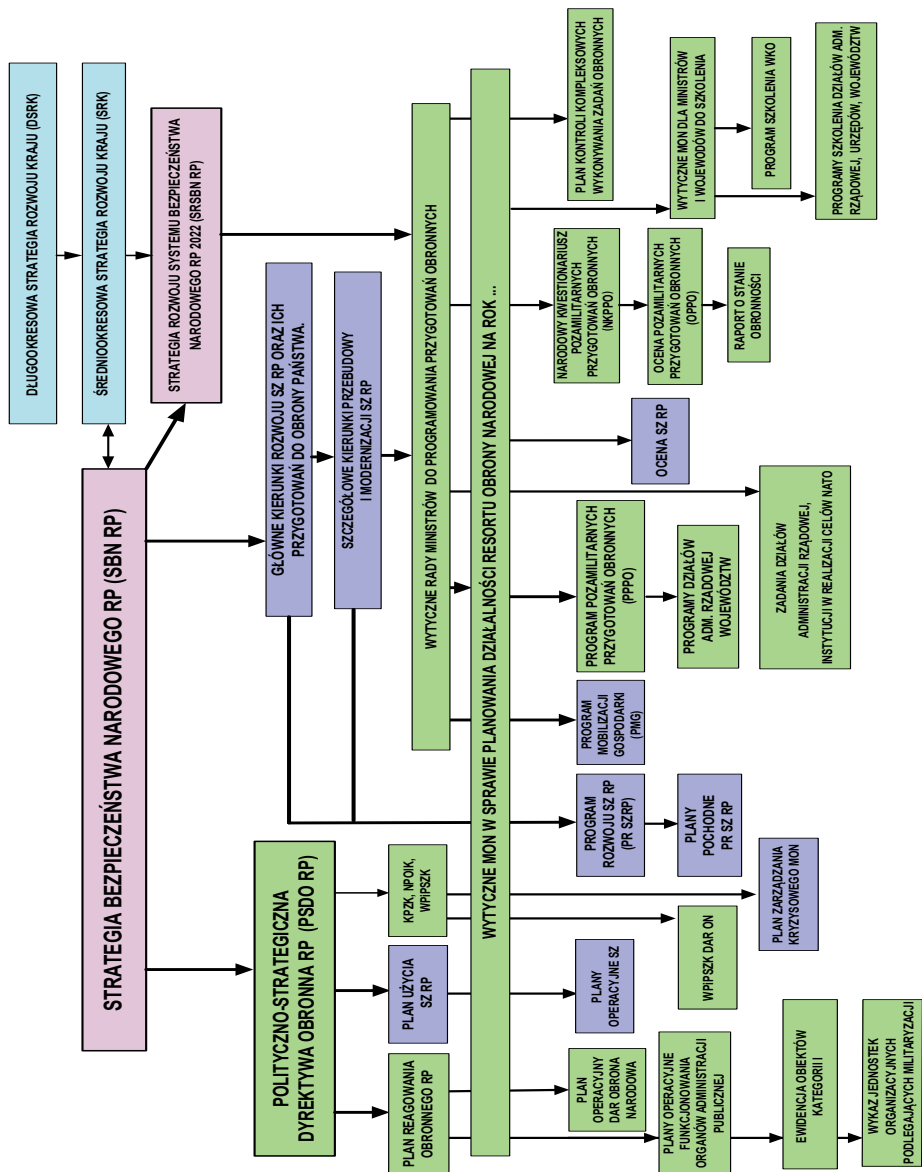 DŁUGOOKRESOWA STRATEGIA ROZWOJU KRAJU (DSRK)
ŚREDNIOOKRESOWA STRATEGIA ROZWOJU KRAJU (SRK)
STRATEGIA BEZPIECZEŃSTWA NARODOWEGO RP (SBN RP)
STRATEGIA ROZWOJU SYSTEMU BEZPIECZEŃSTWA
NARODOWEGO RP 2022 (SRSBN RP)
POLITYCZNO-STRATEGICZNA
DYREKTYWA OBRONNA RP (PSDO RP)
GŁÓWNE KIERUNKI ROZWOJU SZ RP ORAZ ICH
PRZYGOTOWAŃ DO OBRONY PAŃSTWA.
SZCZEGÓŁOWE KIERUNKI PRZEBUDOWY
I MODERNIZACJI SZ RP
PLAN REAGOWANIA
OBRONNEGO RP
PLAN UŻYCIA
SZ RP
KPZK, NPOIK,
WPIPSZK
WYTYCZNE RADY MINISTRÓW DO PROGRAMOWANIA PRZYGOTOWAŃ OBRONNYCH
WYTYCZNE MON W SPRAWIE PLANOWANIA DZIAŁALNOŚCI RESORTU OBRONY NARODOWEJ NA ROK ...
PLAN
OPERACYJNY
DAR OBRONA
NARODOWA
PLANY
OPERACYJNE SZ
PROGRAM
ROZWOJU SZ RP
(PR SZRP)
PROGRAM
MOBILIZACJI
GOSPODARKI
(PMG)
PROGRAM POZAMILITARNYCH
PRZYGOTOWAŃ OBRONNYCH
(PPPO)
OCENA SZ RP
NARODOWY KWESTIONARIUSZ
POZAMILITARNYCH
PRZYGOTOWAŃ OBRONNYCH
(NKPPO)
PLAN KONTROLI KOMPLEKSOWYCH
WYKONYWANIA ZADAŃ OBRONNYCH
PLANY OPERACYJNE
FUNKCJONOWANIA
ORGANÓW ADMINISTRACJI
PUBLICZNEJ
WPIPSZK DAR ON
PLANY
POCHODNE
PR SZ RP
PROGRAMY DZIAŁÓW
ADM. RZADOWEJ
WOJEWÓDZTW
OCENA POZAMILITARNYCH
PRZYGOTOWAŃ OBRONNYCH
(OPPO)
WYTYCZNE MON DLA MINISTRÓW
I WOJEWODÓW DO SZKOLENIA
EWIDENCJA OBIEKTÓW
KATEGORII I
PLAN ZARZĄDZANIA
KRYZYSOWEGO MON
ZADANIA DZIAŁÓW
ADMINISTRACJI RZĄDOWEJ,
INSTYTUCJI W REALIZACJI CELÓW NATO
RAPORT O STANIE
OBRONNOŚCI
PROGRAM SZKOLENIA WKO
WYKAZ JEDNOSTEK
ORGANIZACYJNYCH
PODLEGAJĄCYCH MILITARYZACJI
PROGRAMY SZKOLENIA DZIAŁÓW ADM.
RZĄDOWEJ, URZĘDÓW, WOJEWÓDZTW